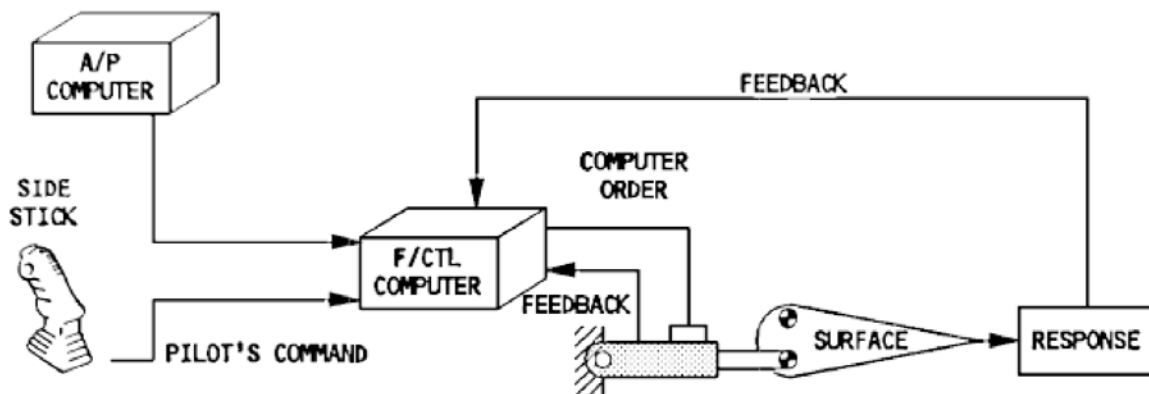 A/P
COMPUTER
FEEDBACK
COMPUTER
ORDER
SIDE
STICK
F/CTL
COMPUTER
FEEDBACK
PILOT'S COMMAND
SURFACE
RESPONSE